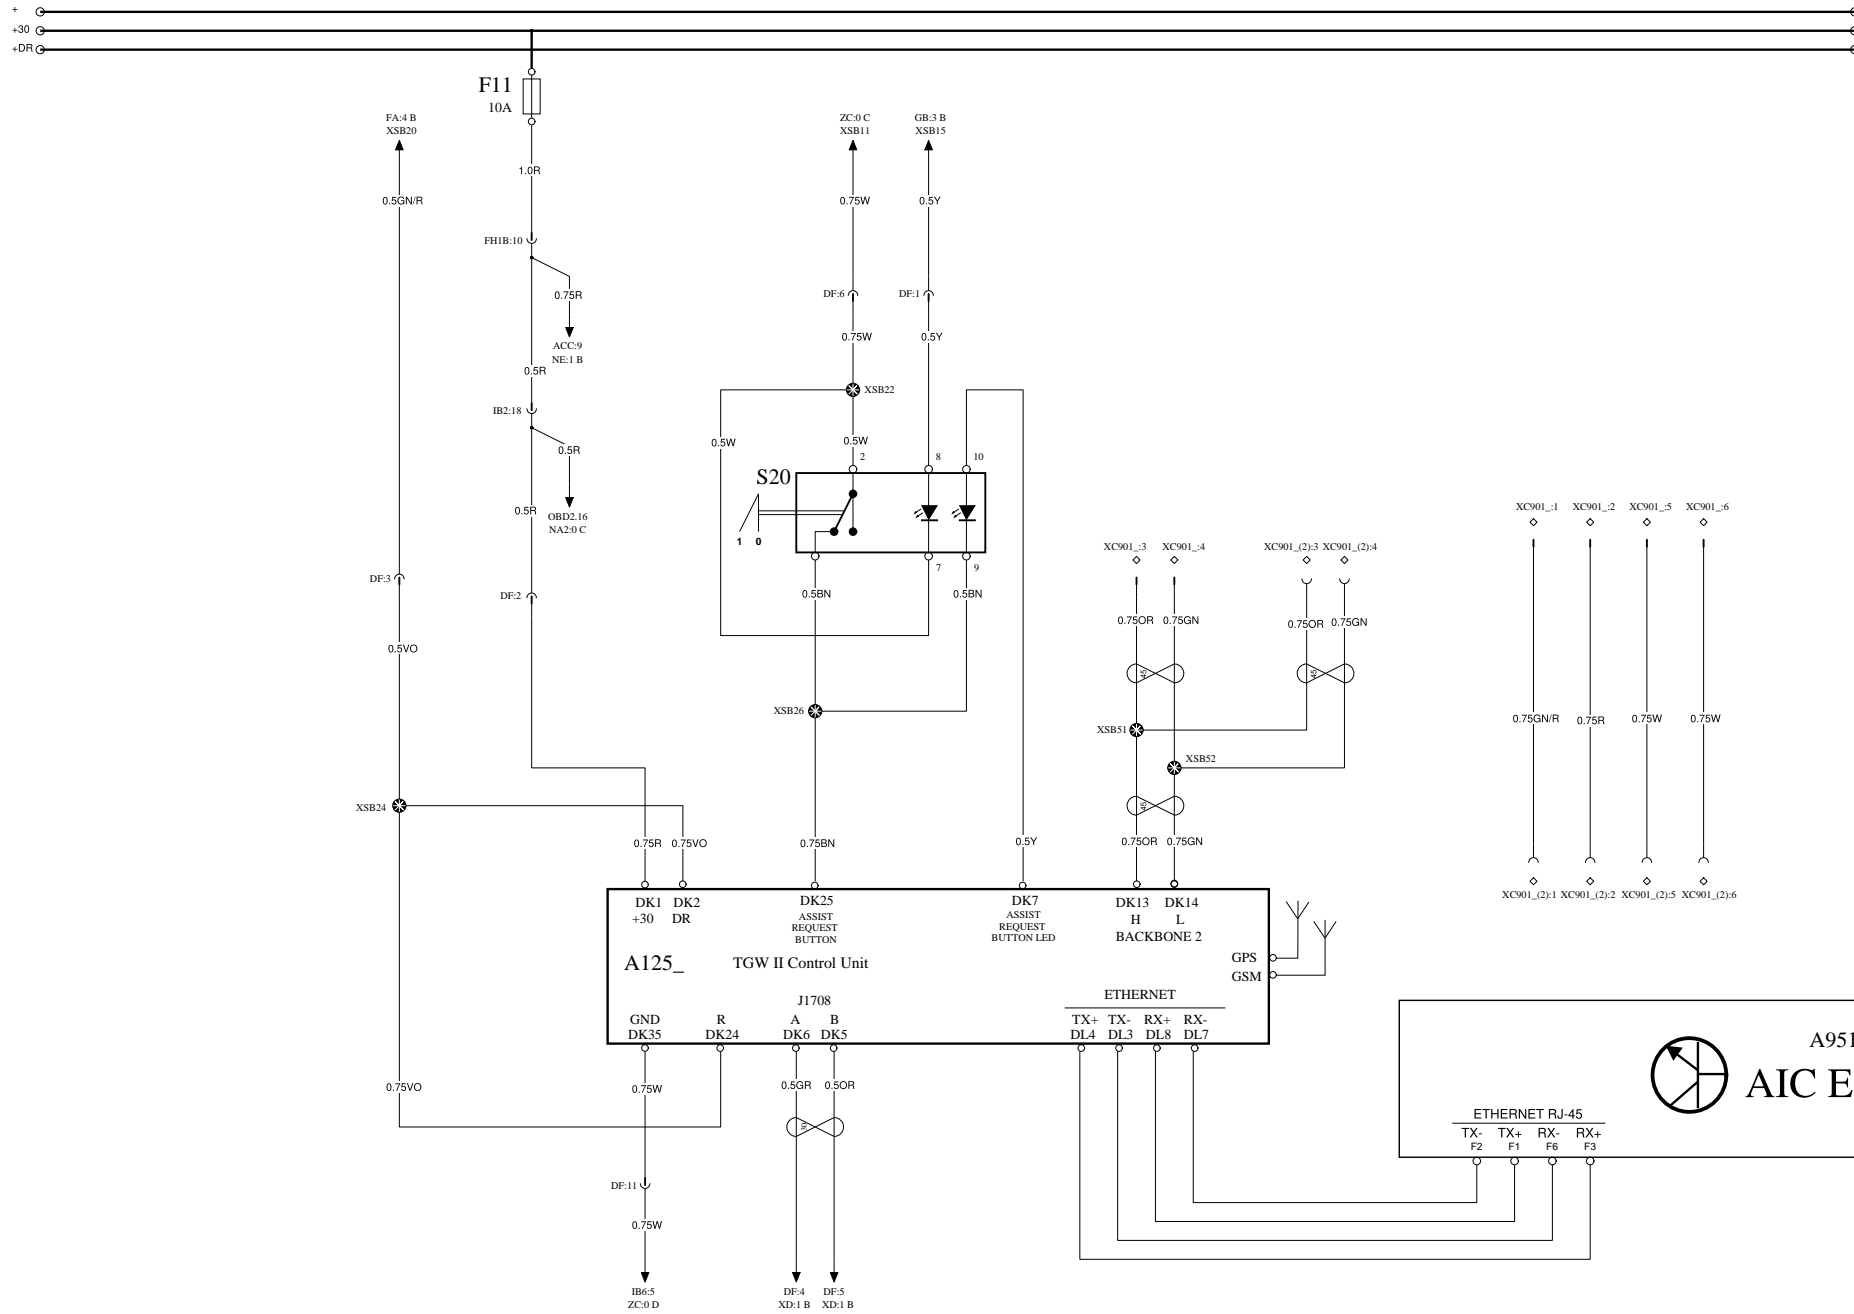 +
+30
+DR
F11
10A
FA:4 B
XSB20
ZC:0 C
XSB11
GB:3 B
XSB15
1.0R
0.5GN/R
0.75W
0.5Y
FH1B:10
0.75R
DF:6
DF:1
0.75W
0.5Y
ACC:9
NE:1 B
0.5R
XSB22
IB2:18
0.5R
0.5W
0.5W
2
8
10
S20
0.5R
OBD2.16
NA2:0 C
1 0
XC901_:1
XC901_:2
XC901_:5
XC901_:6
XC901_:3
XC901_:4
XC901_(2):3
XC901_(2):4
7
9
DF:3
DF:2
0.5BN
0.5BN
0.75OR
0.75GN
0.75OR
0.75GN
0.5VO
45
45
XSB26
XSB51
XSB52
0.75GN/R
0.75R
0.75W
0.75W
XSB24
45
0.75R
0.75VO
0.75BN
0.5Y
0.75OR
0.75GN
XC901_(2):1
XC901_(2):2
XC901_(2):5
XC901_(2):6
DK1
+30
DK2
DR
DK25
ASSIST
REQUEST
BUTTON
DK7
ASSIST
REQUEST
BUTTON LED
DK13
H
DK14
L
BACKBONE 2
A125_
TGW II Control Unit
GPS
GSM
J1708
ETHERNET
GND
DK35
R
DK24
A
DK6
B
DK5
TX+
DL4
TX-
DL3
RX+
DL8
RX-
DL7
A951
AIC E
0.75VO
0.75W
0.5GR
0.5OR
30
ETHERNET RJ-45
TX-
F2
TX+
F1
RX-
F6
RX+
F3
DF:11
0.75W
IB6:5
ZC:0 D
DF:4
XD:1 B
DF:5
XD:1 B